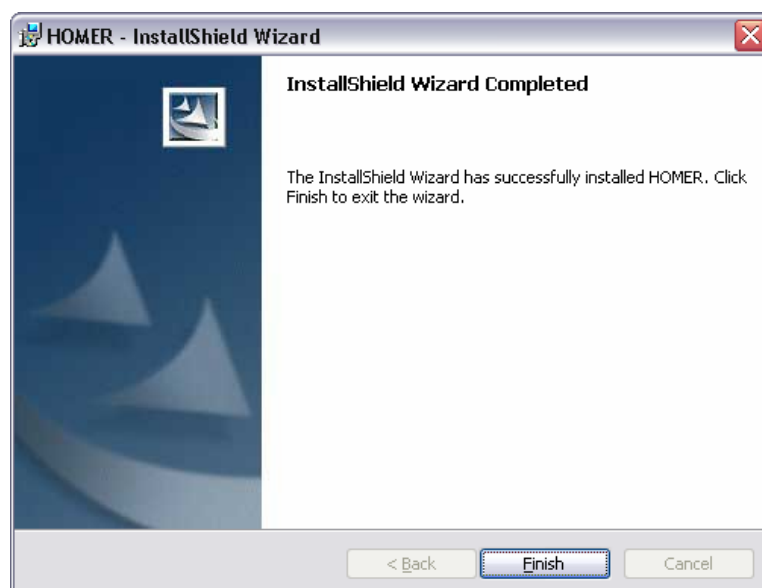 HOMER - InstallShield Wizard
InstallShield Wizard Completed
The InstallShield Wizard has successfully installed HOMER. Click
Finish to exit the wizard.
< Back
Finish
Cancel